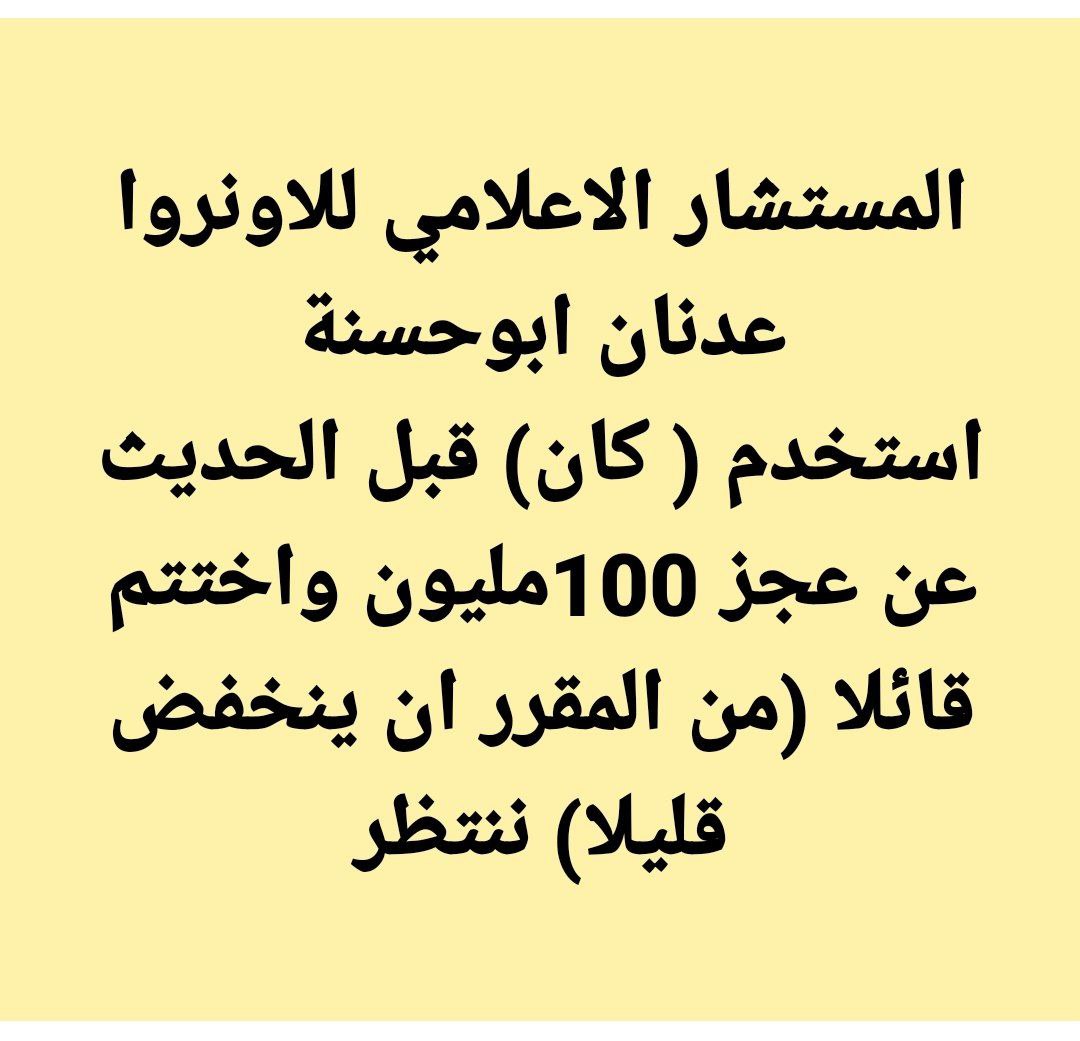 المستشار الاعلامي للاونروا
عدنان ابوحسنة
استخدم ( كان) قبل الحديث
عن عجز 100مليون واختتم
قائلا (من المقرر ان ينخفض
قليلا) ننتظر